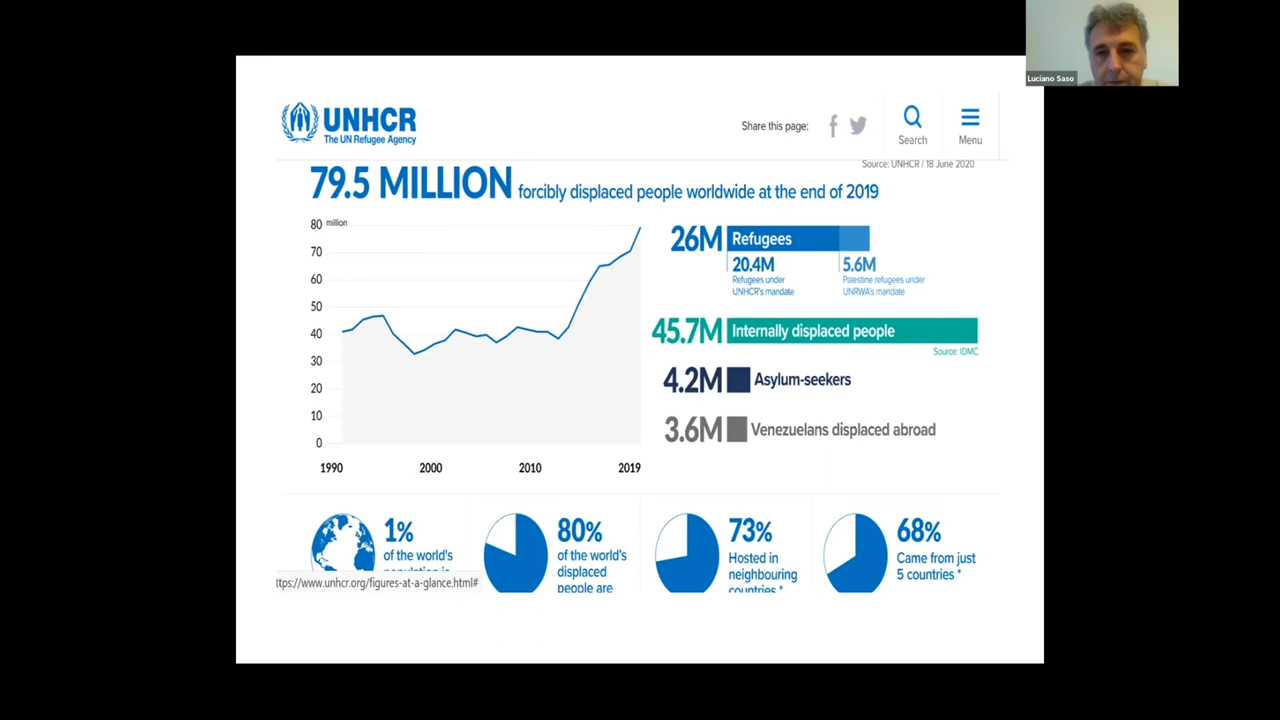 Luciano Saso
UNHCR
The UN Refugee Agency
Share this page:
Search
Menu
Source: UNHCR / 18 June 2020
79.5 MILLION forcibly displaced people worldwide at the end of 2019
80 million
70
60
50
40
30
20
10
0
1990 2000 2010 2019
26M Refugees
20.4M
Refugees under
UNHCR's mandate
5.6M
Palestine refugees under
UNRWA's mandate
45.7M Internally displaced people
Source: IDMC
4.2M Asylum-seekers
3.6M Venezuelans displaced abroad
1%
of the world's
population is
80%
of the world's
displaced
people are
73%
Hosted in
neighbouring
countries *
68%
Came from just
5 countries *
ttps://www.unhcr.org/figures-at-a-glance.html#